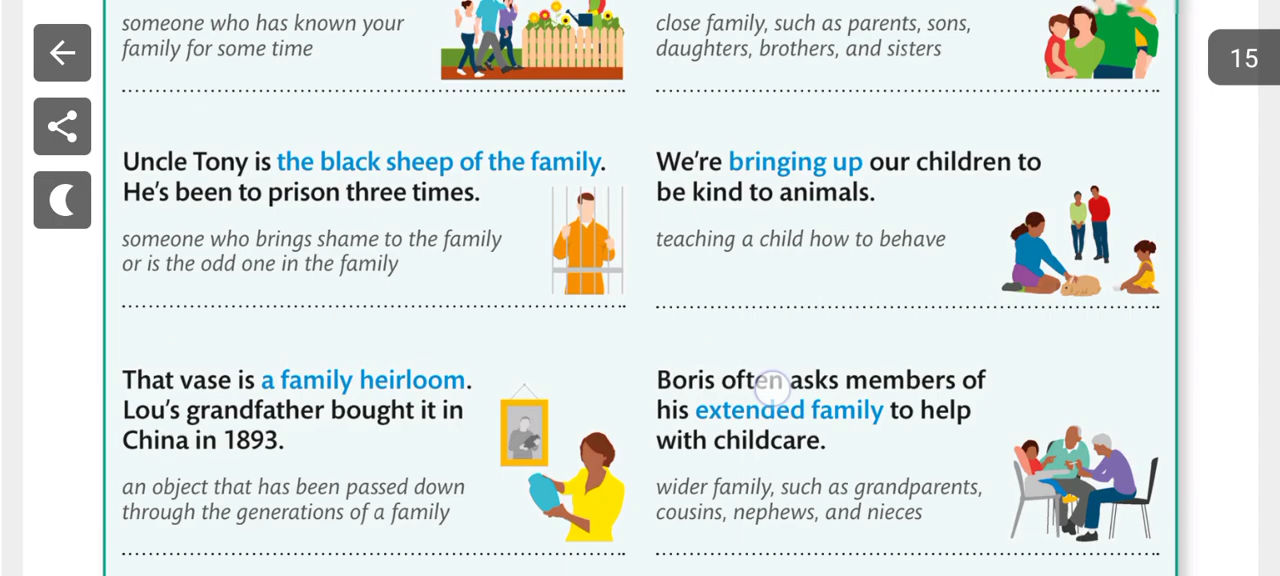 someone who has known your
family for some time
close family, such as parents, sons,
daughters, brothers, and sisters
15
Uncle Tony is the black sheep of the family.
He's been to prison three times.
someone who brings shame to the family
or is the odd one in the family
We're bringing up our children to
be kind to animals.
teaching a child how to behave
That vase is a family heirloom.
Lou's grandfather bought it in
China in 1893.
an object that has been passed down
through the generations of a family
Boris often asks members of
his extended family to help
with childcare.
wider family, such as grandparents,
cousins, nephews, and nieces